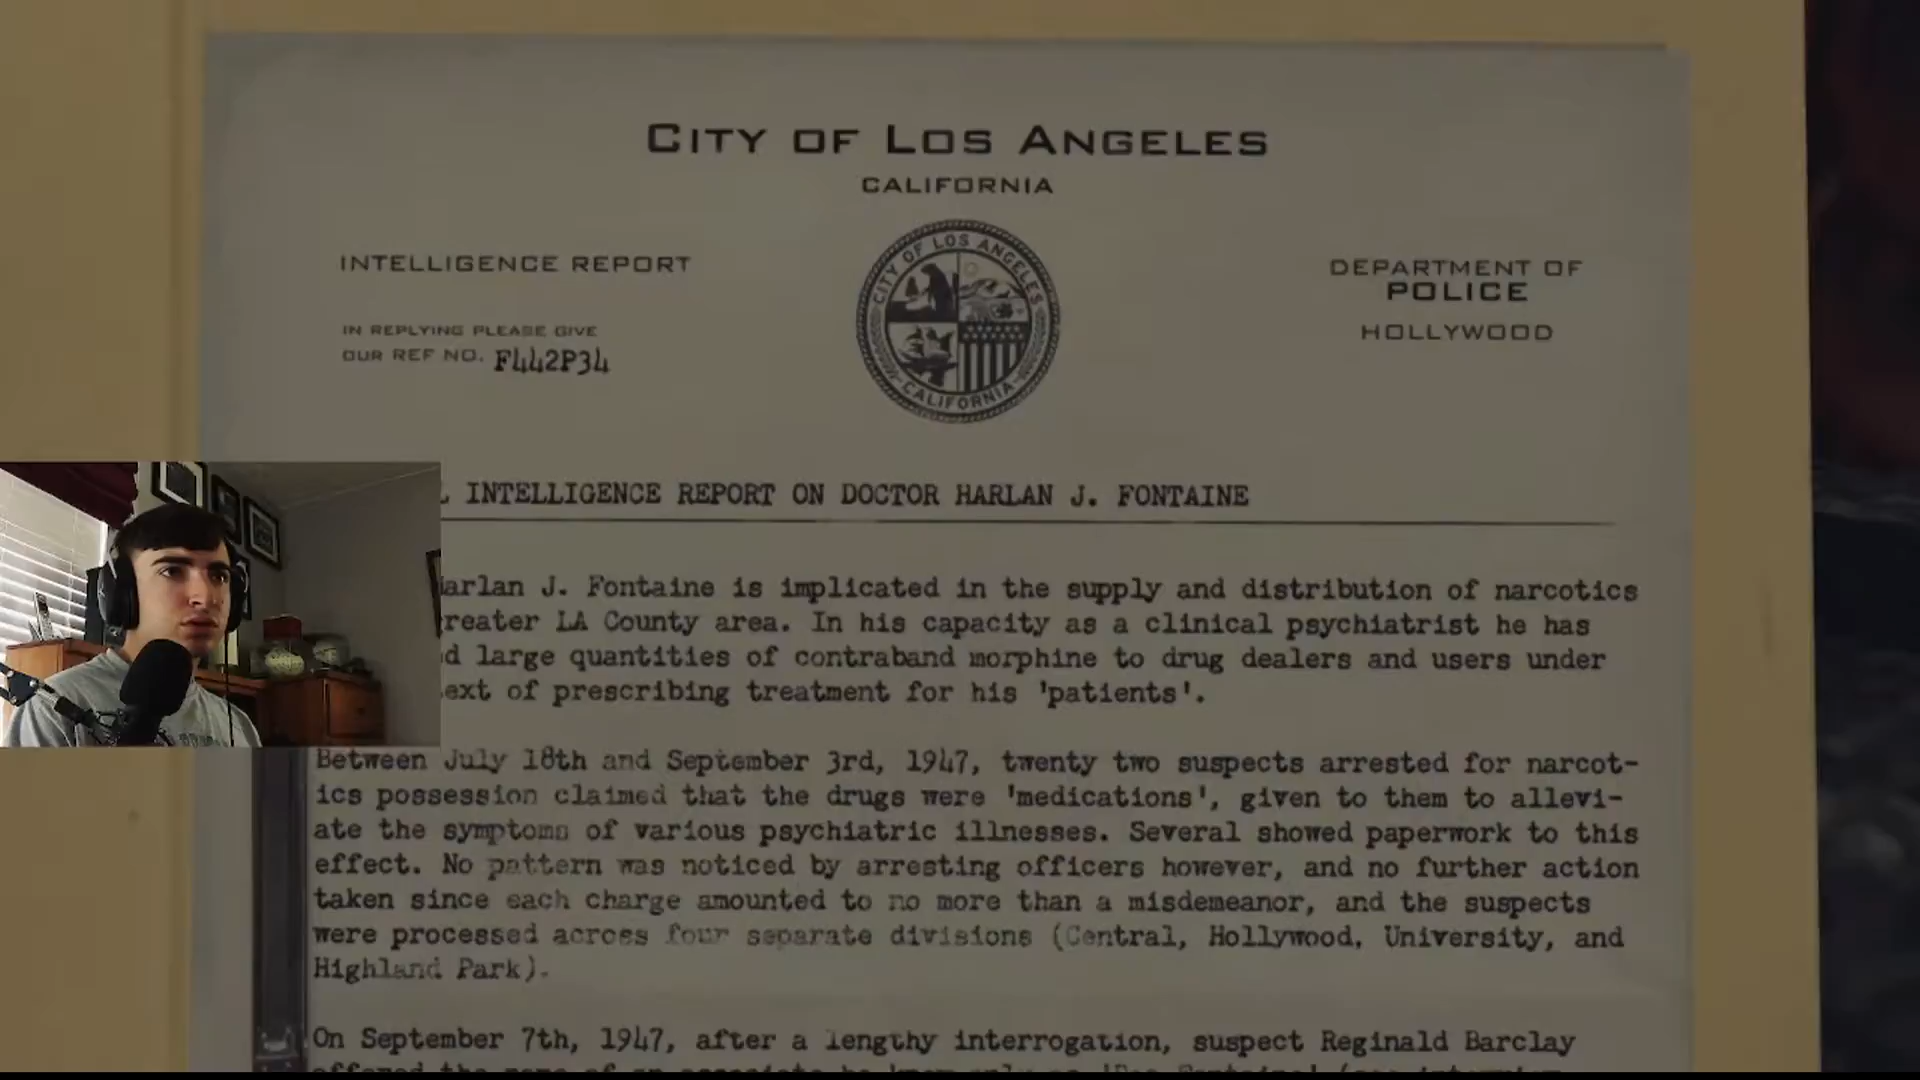 CITY OF LOS ANGELES
CALIFORNIA
CITY OF LOS ANGELES
CALIFORNIA
INTELLIGENCE REPORT
IN REPLYING PLEASE GIVE
OUR REF NO. F442P34
DEPARTMENT OF
POLICE
HOLLYWOOD
INTELLIGENCE REPORT ON DOCTOR HARLAN J. FONTAINE
arlan J. Fontaine is implicated in the supply and distribution of narcotics
reater LA County area. In his capacity as a clinical psychiatrist he has
d large quantities of contraband morphine to drug dealers and users under
ext of prescribing treatment for his 'patients'.
Between July 18th and September 3rd, 1947, twenty two suspects arrested for narcot-
ics possession claimed that the drugs were 'medications', given to them to allevi-
ate the symptoms of various psychiatric illnesses. Several showed paperwork to this
effect. No pattern was noticed by arresting officers however, and no further action
taken since each charge amounted to no more than a misdemeanor, and the suspects
were processed across four separate divisions (Central, Hollywood, University, and
Highland Park).
On September 7th, 1947, after a lengthy interrogation, suspect Reginald Barclay